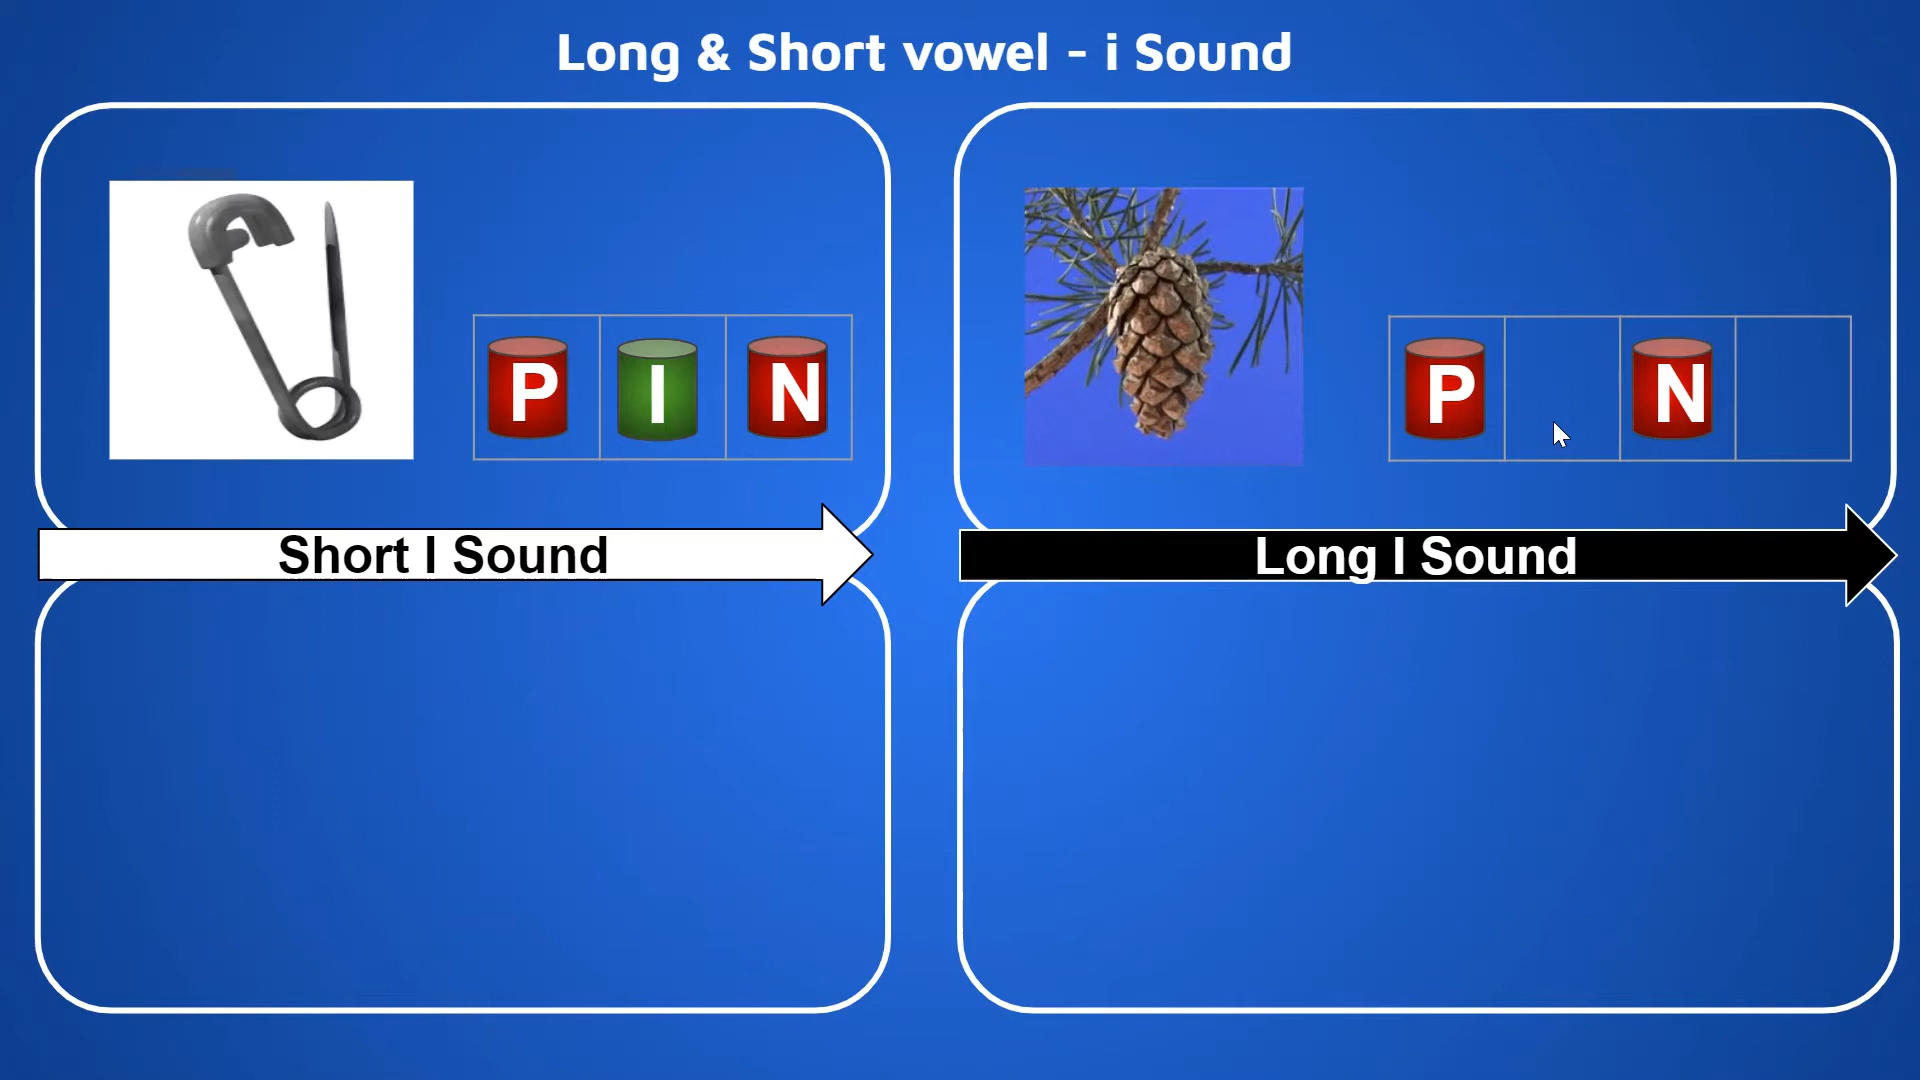 Long & Short vowel - i Sound
P I N
P N
Short I Sound
Long I Sound